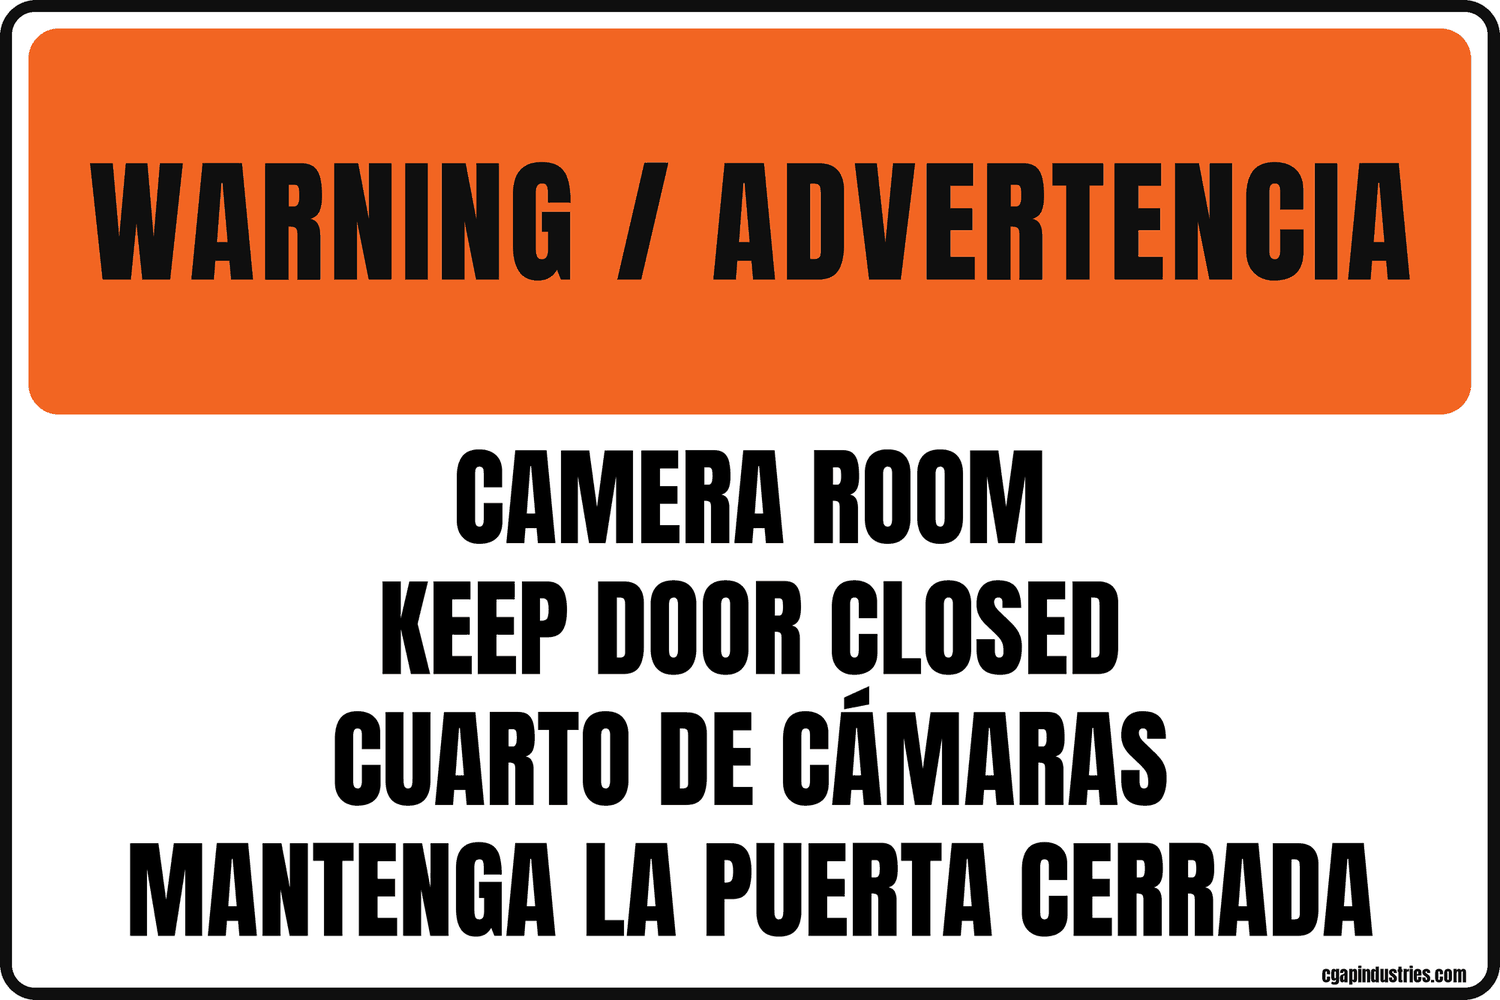 WARNING / ADVERTENCIA
CAMERA ROOM
KEEP DOOR CLOSED
CUARTO DE CÁMARAS
MANTENGA LA PUERTA CERRADA
cgapindustries.com